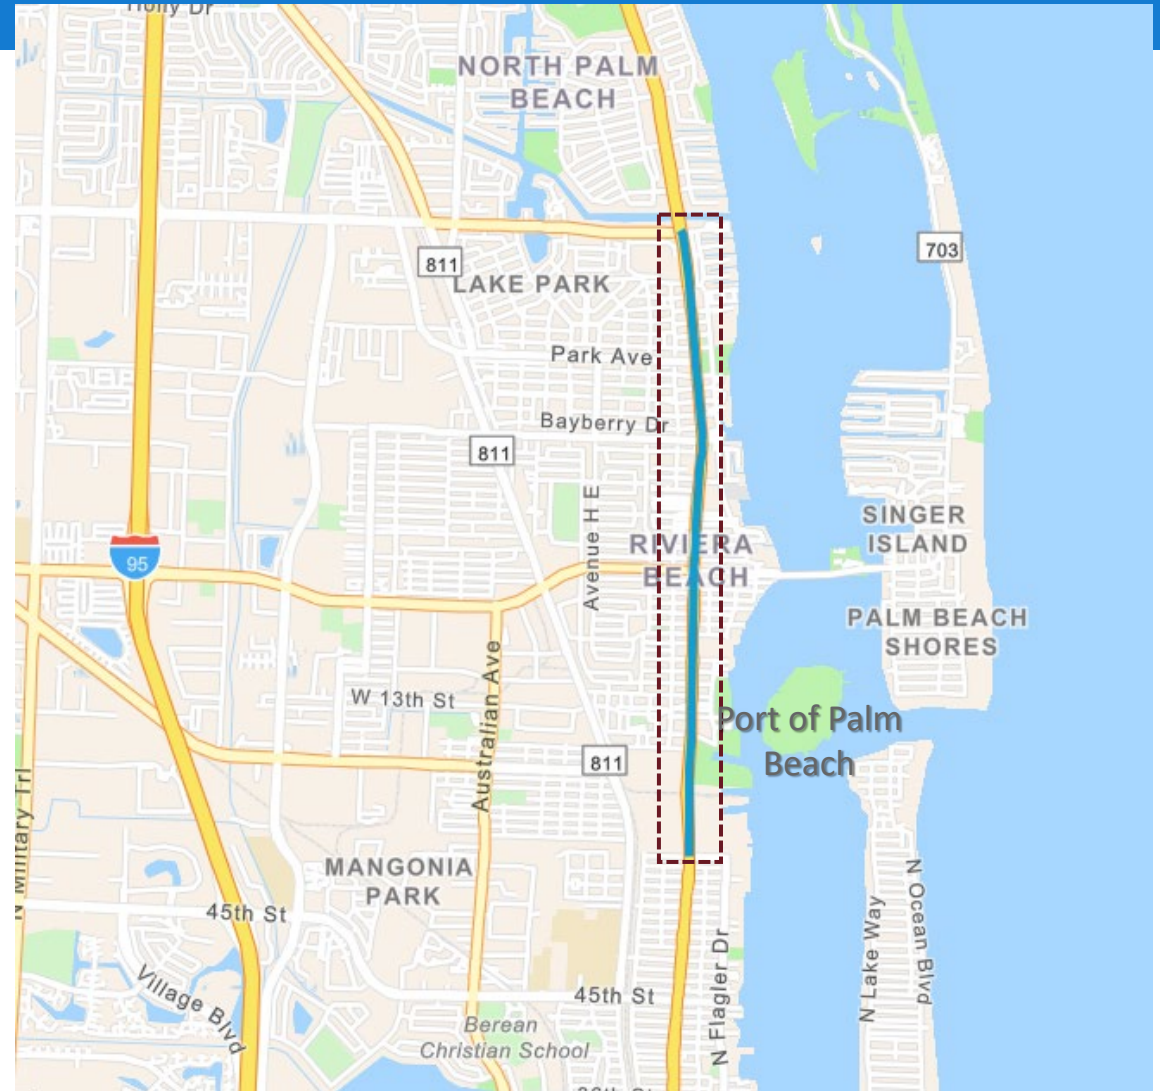 Holly Dr
NORTH PALM
BEACH
703
811
LAKE PARK
Park Ave
Bayberry Dr
811
Avenue H E
SINGER
ISLAND
RIVIERA
BEACH
95
PALM BEACH
SHORES
Australian Ave
W 13th St
Port of Palm
Beach
811
N Military Trl
MANGONIA
PARK
45th St
N Ocean Blvd
N Lake Way
N Flagler Dr
Village Blvd
45th St
Berean
Christian School